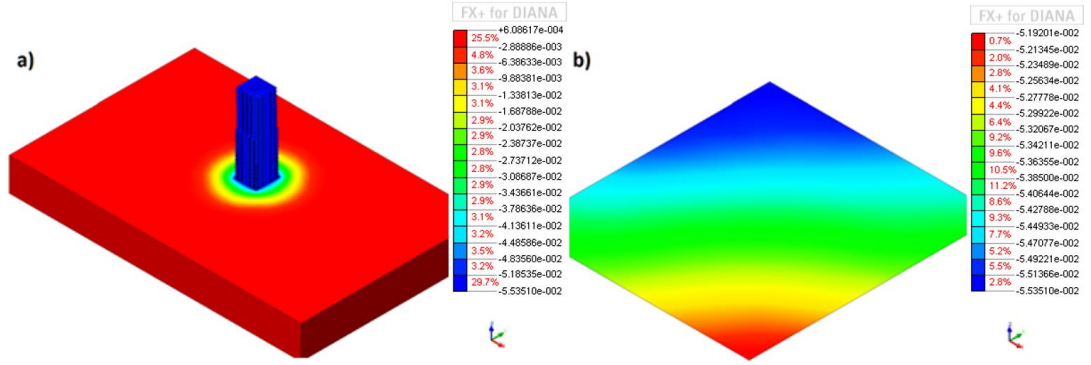 a)
FX+ for DIANA
+6.08617e-004
25.5%
-2.88886e-003
4.8%
-6.38633e-003
3.6%
-9.88381e-003
3.1%
-1.33813e-002
3.1%
-1.68788e-002
2.9%
-2.03762e-002
2.9%
-2.38737e-002
2.8%
-2.73712e-002
2.8%
-3.08687e-002
2.9%
-3.43661e-002
2.9%
-3.78636e-002
3.1%
-4.13611e-002
3.2%
-4.48586e-002
3.5%
-4.83560e-002
3.2%
-5.18535e-002
29.7%
-5.53510e-002
b)
FX+ for DIANA
-5.19201e-002
0.7%
-5.21345e-002
2.0%
-5.23489e-002
2.8%
-5.25634e-002
4.1%
-5.27778e-002
4.4%
-5.29922e-002
6.4%
-5.32067e-002
9.2%
-5.34211e-002
9.6%
-5.36355e-002
10.5%
-5.38500e-002
11.2%
-5.40644e-002
8.6%
-5.42788e-002
9.3%
-5.44933e-002
7.7%
-5.47077e-002
5.2%
-5.49221e-002
5.5%
-5.51366e-002
2.8%
-5.53510e-002